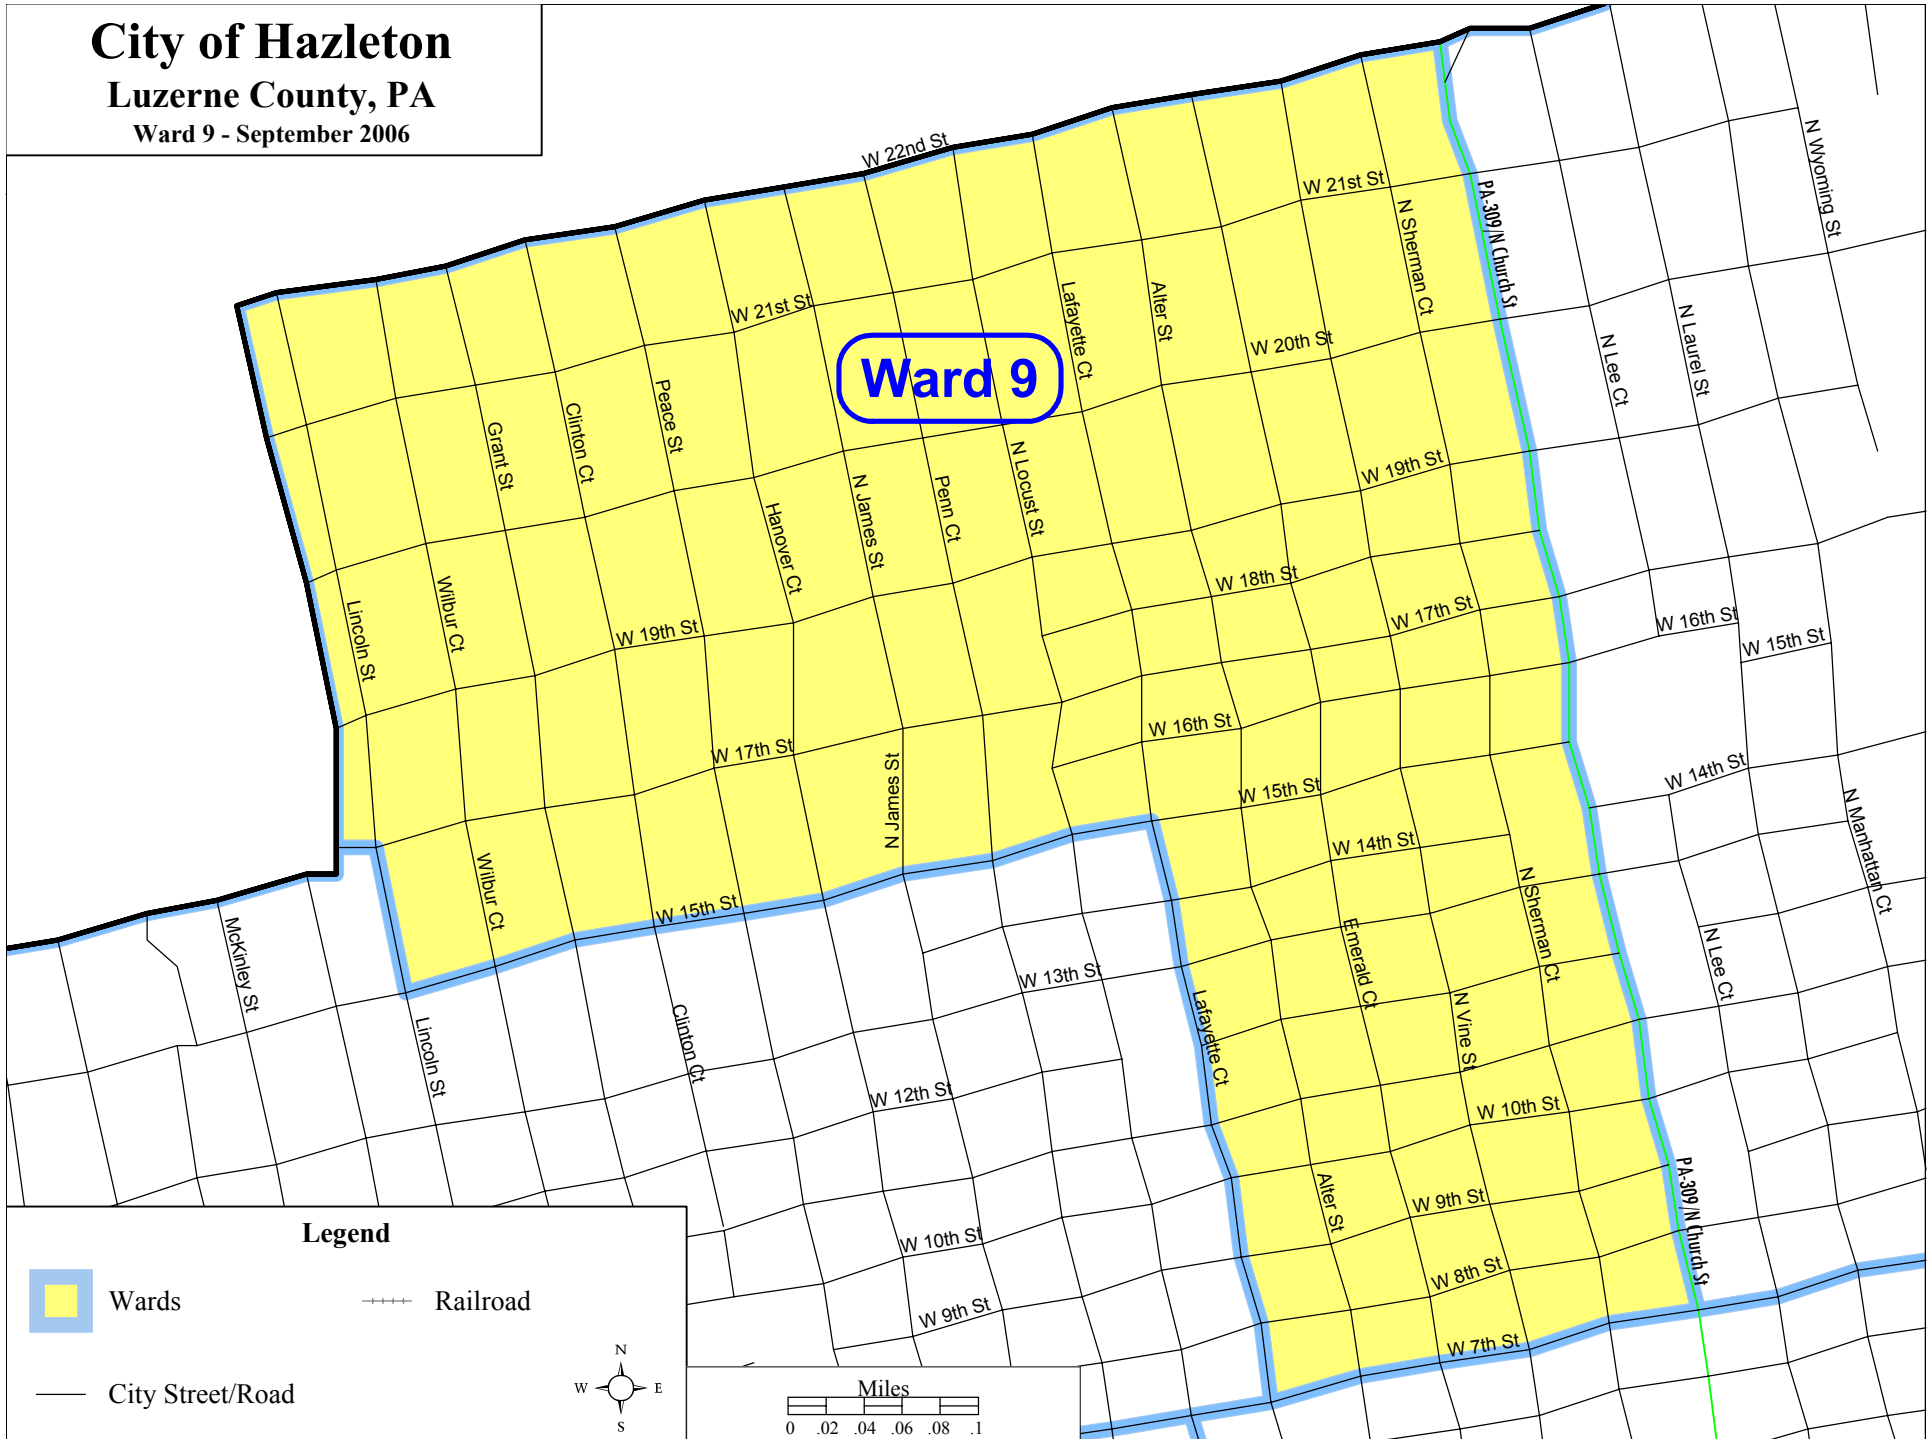 City of Hazleton
Luzerne County, PA
Ward 9 - September 2006
W 22nd St
N Wyoming St
W 21st St
PA-309/N Church St
N Sherman Ct
W 21st St
Lafayette Ct
Alter St
W 20th St
N Lee Ct
N Laurel St
Ward 9
Peace St
Clinton Ct
Grant St
N Locust St
W 19th St
N James St
Penn Ct
Hanover Ct
Wilbur Ct
Lincoln St
W 18th St
W 17th St
W 16th St
W 15th St
W 19th St
W 17th St
W 16th St
N James St
W 15th St
W 14th St
N Manhattan Ct
W 14th St
Wilbur Ct
W 15th St
N Sherman Ct
Emerald Ct
McKinley St
N Lee Ct
W 13th St
Lafayette Ct
N Vine St
Clinton Ct
Lincoln St
W 12th St
W 10th St
Alter St
W 9th St
PA-309/N Church St
W 10th St
W 8th St
W 9th St
W 7th St
Legend
Wards
Railroad
City Street/Road
N
W E
S
Miles
0 .02 .04 .06 .08 .1